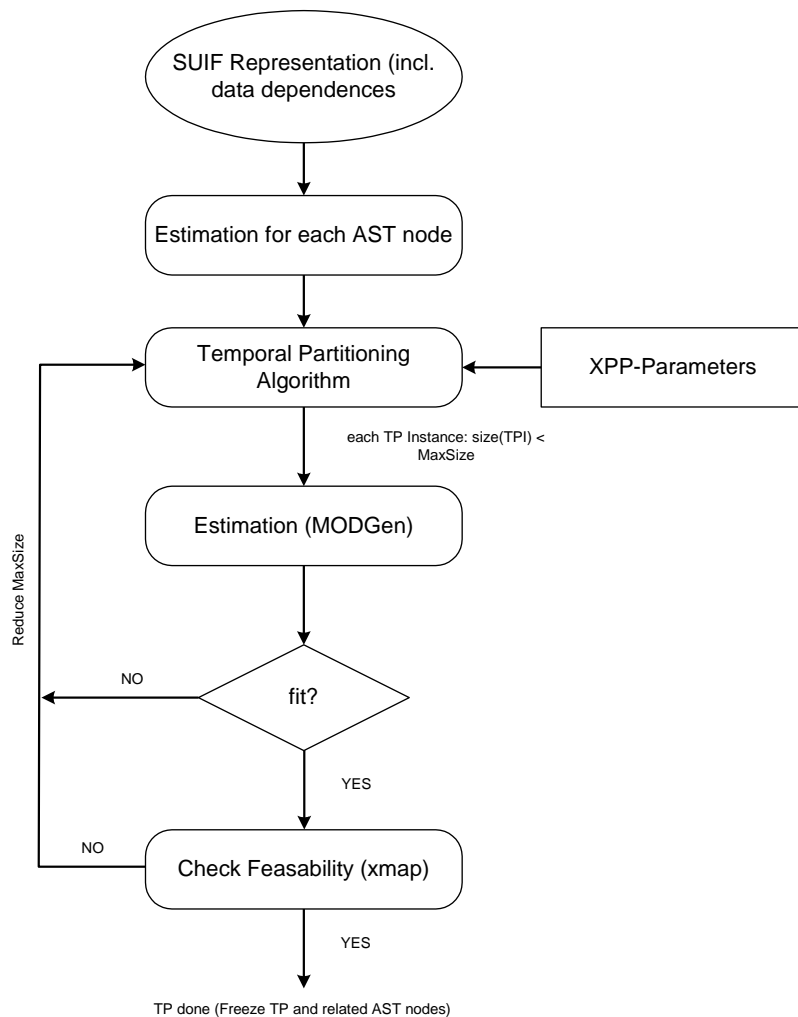 SUIF Representation (incl.
data dependences
Estimation for each AST node
Temporal Partitioning
Algorithm
XPP-Parameters
each TP Instance: size(TPI) <
MaxSize
Estimation (MODGen)
Reduce MaxSize
NO
fit?
YES
NO
Check Feasability (xmap)
YES
TP done (Freeze TP and related AST nodes)